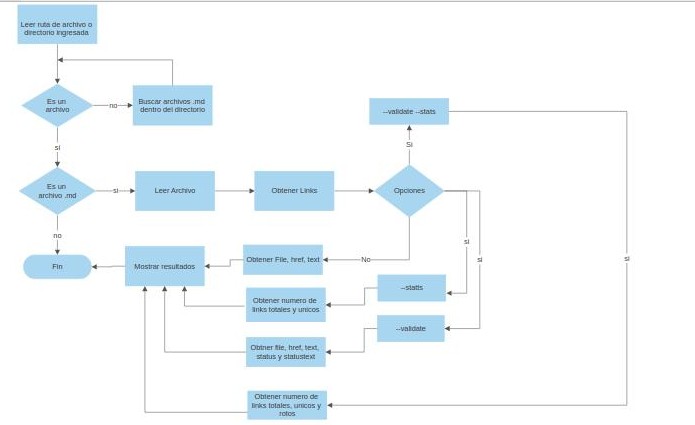 Leer ruta de archivo o
directorio ingresada
Es un
archivo
no
Buscar archivos .md
dentro del directorio
--validate --stats
si
Si
Es un
archivo .md
si
Leer Archivo
Obtener Links
Opciones
no
si
si
si
Fin
Mostrar resultados
Obtener File, href, text
No
--statts
Obtener numero de
links totales y unicos
--validate
Obtner file, href, text,
status y statustext
Obtener numero de
links totales, unicos y
rotos